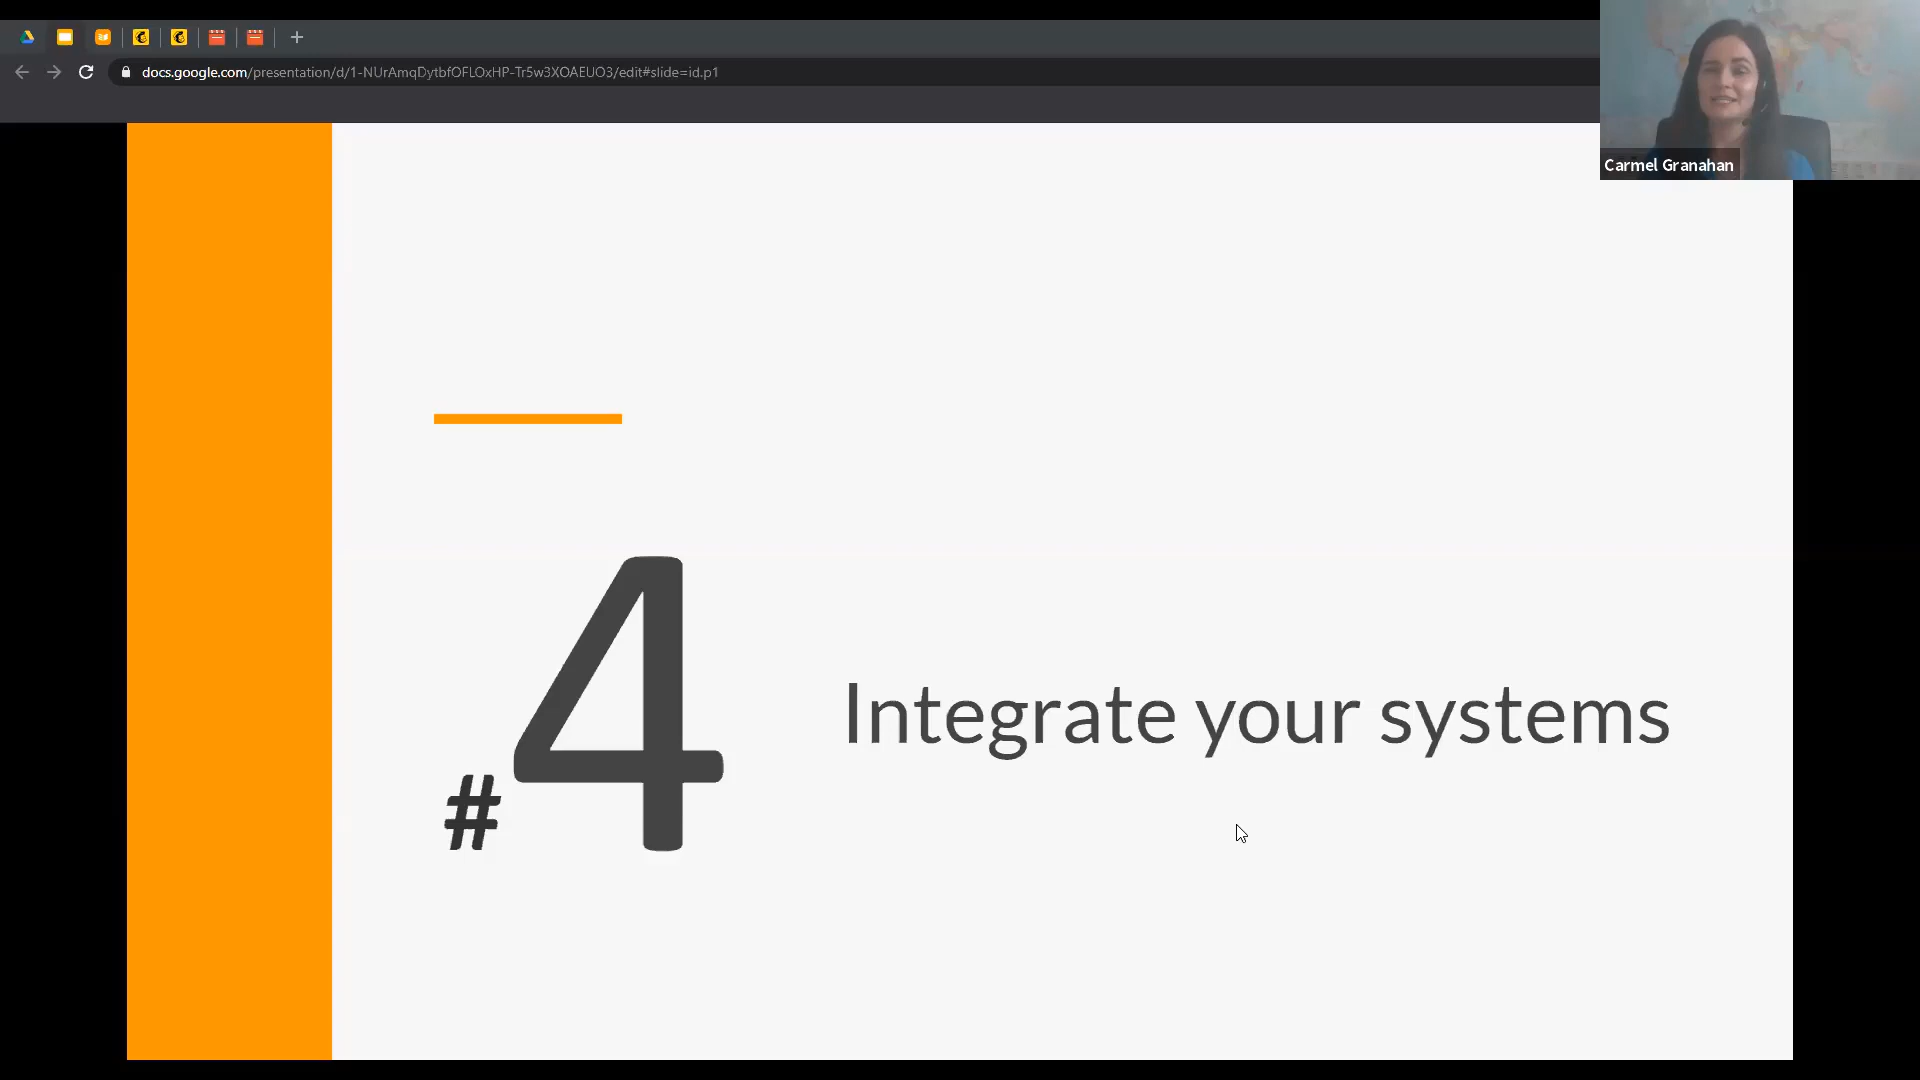 docs.google.com/presentation/d/1-NUrAmqDytbfOFLOxHP-Tr5w3XOAEUO3/edit#slide=id.p1
Carmel Granahan
#4
Integrate your systems